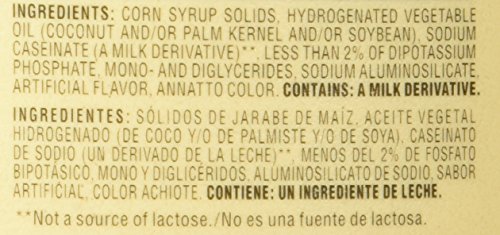 INGREDIENTS: CORN SYRUP SOLIDS, HYDROGENATED VEGETABLE
OIL (COCONUT AND/OR PALM KERNEL AND/OR SOYBEAN), SODIUM
CASEINATE (A MILK DERIVATIVE)**, LESS THAN 2% OF DIPOTASSIUM
PHOSPHATE, MONO- AND DIGLYCERIDES, SODIUM ALUMINOSILICATE,
ARTIFICIAL FLAVOR, ANNATTO COLOR. CONTAINS: A MILK DERIVATIVE.
INGREDIENTES: SÓLIDOS DE JARABE DE MAÍZ, ACEITE VEGETAL
HIDROGENADO (DE COCO Y/O DE PALMISTE Y/O DE SOYA), CASEINATO
DE SODIO (UN DERIVADO DE LA LECHE)**, MENOS DEL 2% DE FOSFATO
BIPOTÁSICO, MONO Y DIGLICÉRIDOS, ALUMINOSILICATO DE SODIO, SABOR
ARTIFICIAL, COLOR ACHIOTE. CONTIENE: UN INGREDIENTE DE LECHE.
**Not a source of lactose./No es una fuente de lactosa.